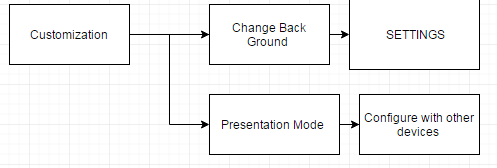 Customization
Change Back
Ground
SETTINGS
Presentation Mode
Configure with other
devices